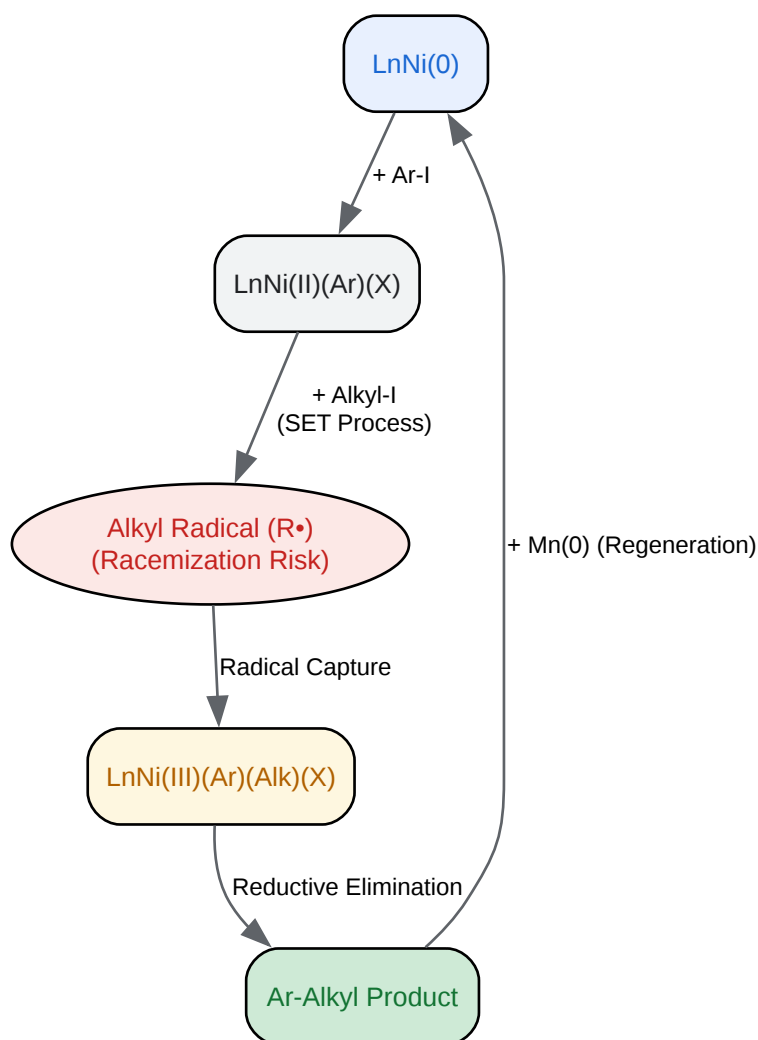 LnNi(0)
+ Ar-I
LnNi(II)(Ar)(X)
+ Alkyl-I
(SET Process)
Alkyl Radical (R•)
(Racemization Risk)
+ Mn(0) (Regeneration)
Radical Capture
LnNi(III)(Ar)(Alk)(X)
Reductive Elimination
Ar-Alkyl Product